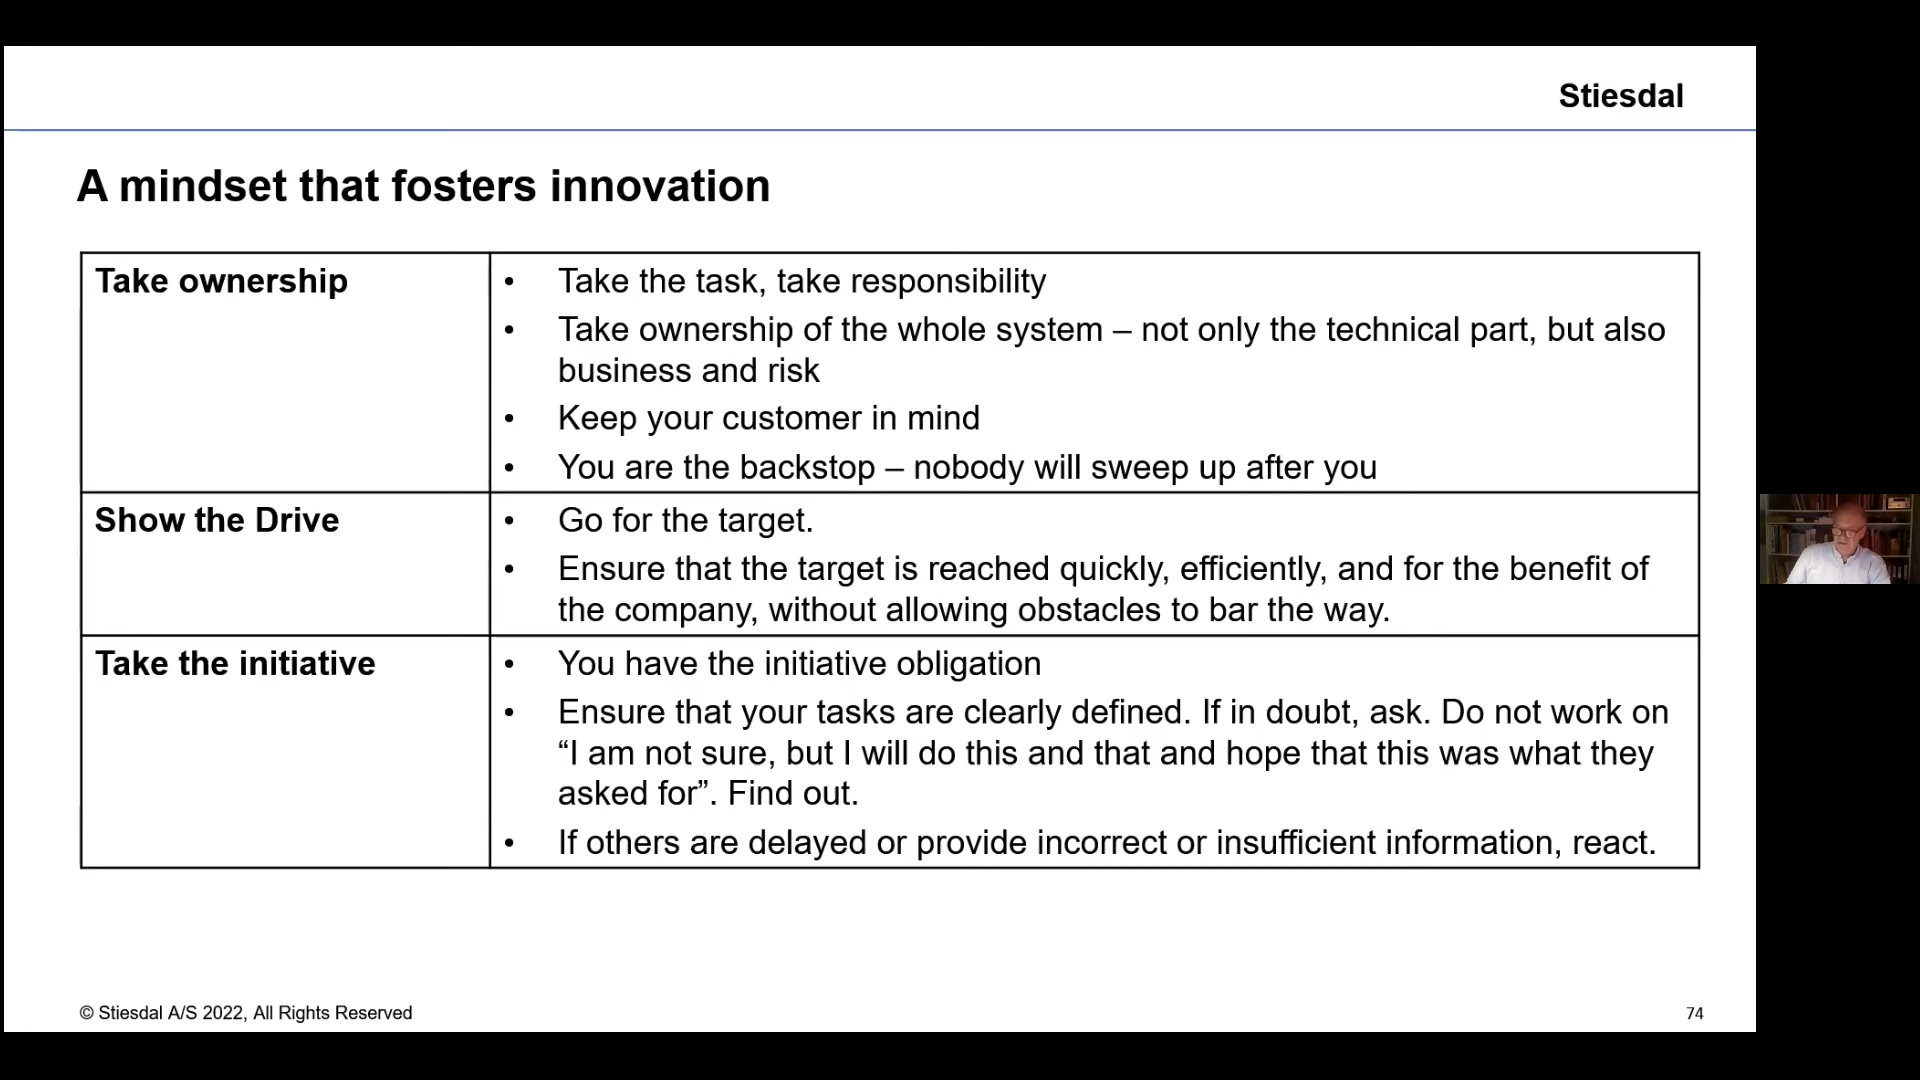 Stiesdal
A mindset that fosters innovation
Take ownership
• Take the task, take responsibility
• Take ownership of the whole system – not only the technical part, but also
business and risk
• Keep your customer in mind
• You are the backstop – nobody will sweep up after you
Show the Drive
• Go for the target.
• Ensure that the target is reached quickly, efficiently, and for the benefit of
the company, without allowing obstacles to bar the way.
Take the initiative
• You have the initiative obligation
• Ensure that your tasks are clearly defined. If in doubt, ask. Do not work on
“I am not sure, but I will do this and that and hope that this was what they
asked for”. Find out.
• If others are delayed or provide incorrect or insufficient information, react.
© Stiesdal A/S 2022, All Rights Reserved
74